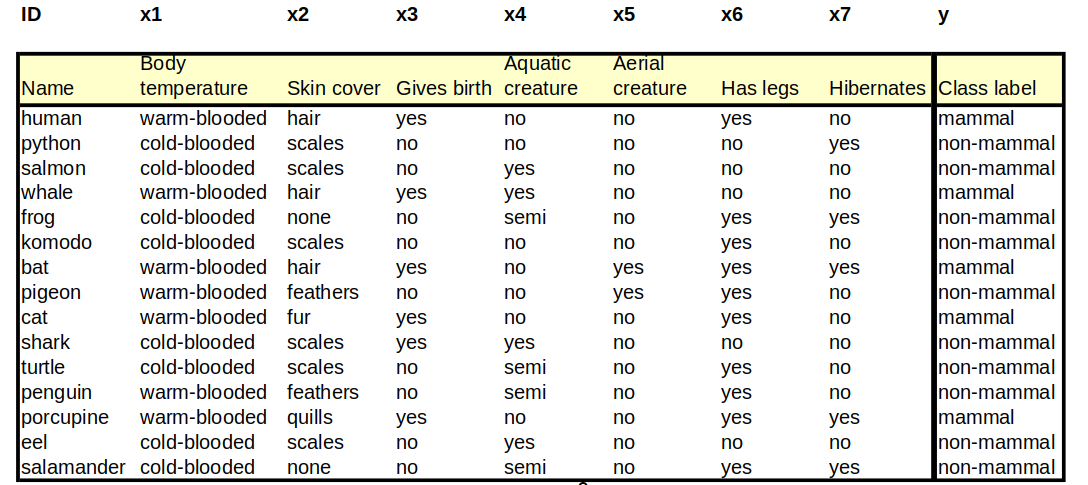 ID x1 x2 x3 x4 x5 x6 x7 y
Body Aquatic Aerial
Name temperature Skin cover Gives birth creature creature Has legs Hibernates Class label
human warm-blooded hair yes no no yes no mammal
python cold-blooded scales no no no no yes non-mammal
salmon cold-blooded scales no yes no no no non-mammal
whale warm-blooded hair yes yes no no no mammal
frog cold-blooded none no semi no yes yes non-mammal
komodo cold-blooded scales no no no yes no non-mammal
bat warm-blooded hair yes no yes yes yes mammal
pigeon warm-blooded feathers no no yes yes no non-mammal
cat warm-blooded fur yes no no yes no mammal
shark cold-blooded scales yes yes no no no non-mammal
turtle cold-blooded scales no semi no yes no non-mammal
penguin warm-blooded feathers no semi no yes no non-mammal
porcupine warm-blooded quills yes no no yes yes mammal
eel cold-blooded scales no yes no no no non-mammal
salamander cold-blooded none no semi no yes yes non-mammal